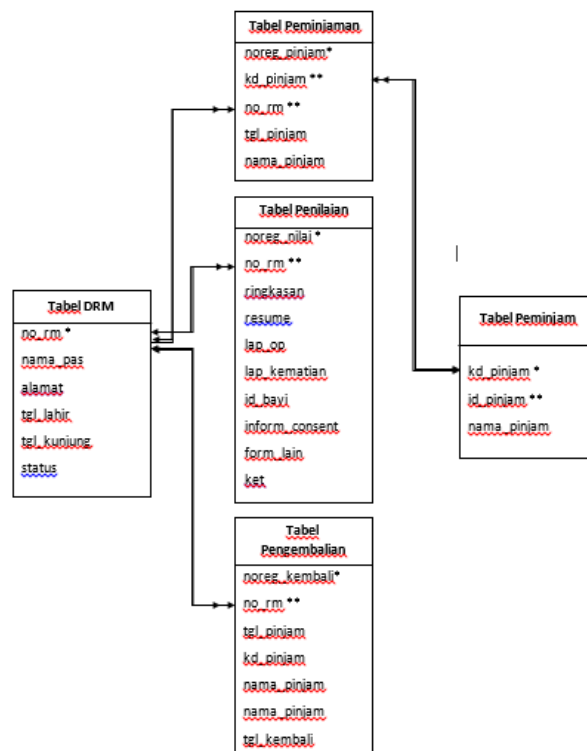 Tabel Peminjaman
noreg_pinjam*
kd_pinjam **
no_rm **
tgl_pinjam
nama_pinjam
Tabel Penilaian
noreg_nilai *
no_rm **
ringkasan
resume
lap_op
lap_kematian
id_bayi
inform_consent
form_lain
ket
Tabel DRM
no_rm *
nama_pas
alamat
tgl_lahir
tgl_kunjung
status
Tabel Peminjam
kd_pinjam *
id_pinjam **
nama_pinjam
Tabel
Pengembalian
noreg_kembali*
no_rm **
tgl_pinjam
kd_pinjam
nama_pinjam
nama_pinjam
tgl_kembali